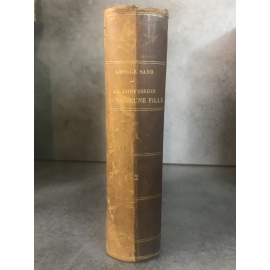 GEORGE SAND
LA CONFESSION
D'UNE JEUNE FILLE
2